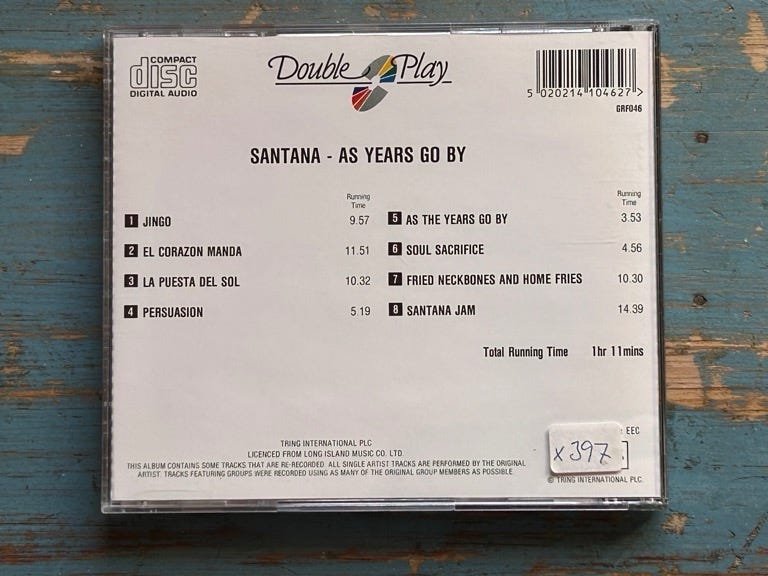 COMPACT
disc
DIGITAL AUDIO
Double Play
5 020214 104627 >
GRF046
SANTANA - AS YEARS GO BY
Running
Time
1 JINGO 9.57
2 EL CORAZON MANDA 11.51
3 LA PUESTA DEL SOL 10.32
4 PERSUASION 5.19
Running
Time
5 AS THE YEARS GO BY 3.53
6 SOUL SACRIFICE 4.56
7 FRIED NECKBONES AND HOME FRIES 10.30
8 SANTANA JAM 14.39
Total Running Time 1hr 11mins
TRING INTERNATIONAL PLC
LICENCED FROM LONG ISLAND MUSIC CO. LTD.
THIS ALBUM CONTAINS SOME TRACKS THAT ARE RE-RECORDED. ALL SINGLE ARTIST TRACKS ARE PERFORMED BY THE ORIGINAL
ARTIST. TRACKS FEATURING GROUPS WERE RECORDED USING AS MANY OF THE ORIGINAL GROUP MEMBERS AS POSSIBLE.
EEC
x397.
© TRING INTERNATIONAL PLC.